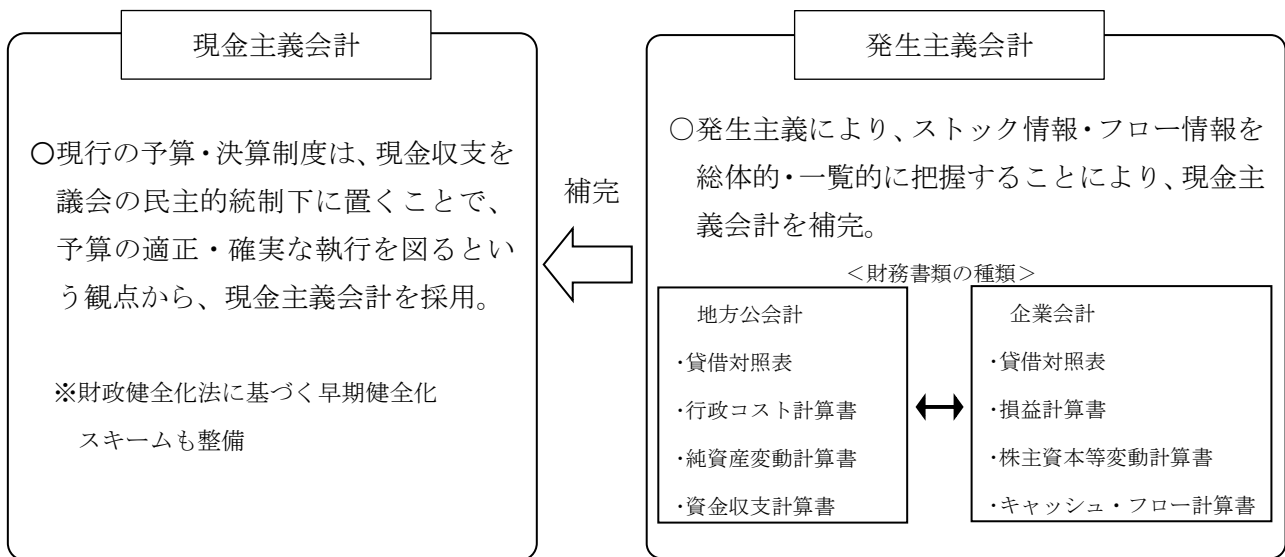 現金主義会計
〇現行の予算・決算制度は、現金収支を
議会の民主的統制下に置くことで、
予算の適正・確実な執行を図るとい
う観点から、現金主義会計を採用。
※財政健全化法に基づく早期健全化
スキームも整備
補完
発生主義会計
○発生主義により、ストック情報・フロー情報を
総体的・一覧的に把握することにより、現金主
義会計を補完。
＜財務書類の種類＞
地方公会計
・貸借対照表
・行政コスト計算書
・純資産変動計算書
・資金収支計算書
企業会計
・貸借対照表
・損益計算書
・株主資本等変動計算書
・キャッシュ・フロー計算書